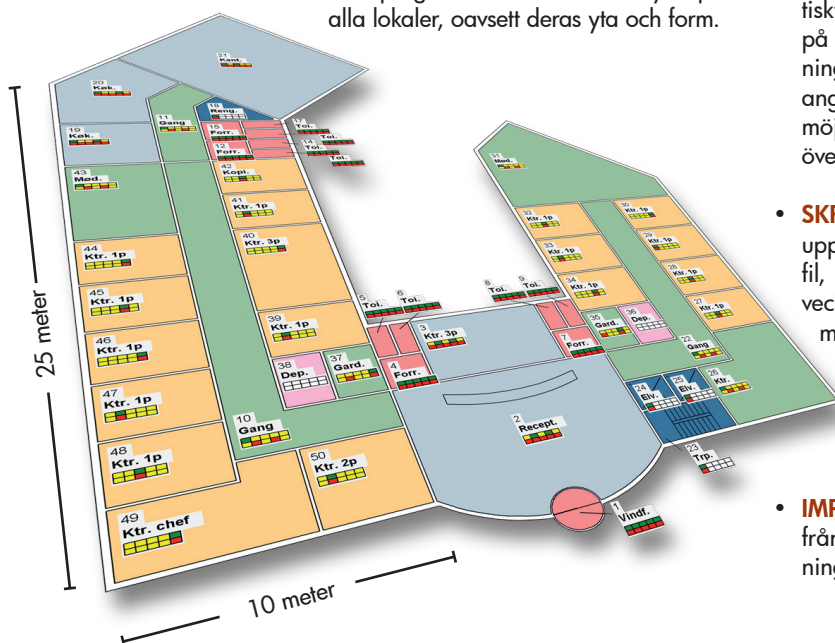 alla lokaler, oavsett deras yta och form.
tisk
på
ning
ang
möj
öve
• SKR
upp
fil,
vec
m
• IMP
från
ning
21
Kant.
20
Køk.
19
Køk.
11
Gang
18
Reng.
15
Forr.
12
Forr.
17
Toi.
14
Toi.
Toi.
43
Mød.
42
Kopi.
41
Ktr. 1p
40
Ktr. 3p
39
Ktr. 1p
44
Ktr. 1p
45
Ktr. 1p
46
Ktr. 1p
47
Ktr. 1p
48
Ktr. 1p
49
Ktr. chef
50
Ktr. 2p
38
Dep.
37
Gard.
10
Gang
5
Toi.
6
Toi.
4
Forr.
3
Ktr. 3p
2
Recept.
1
Vindf.
8
Toi.
9
Toi.
7
Forr.
31
Mød.
32
Ktr. 1p
33
Ktr. 1p
34
Ktr. 1p
30
Ktr. 1p
29
Ktr. 1p
28
Ktr. 1p
27
Ktr. 1p
35
Gard.
36
Dep.
22
Gang
26
Ktr.
24
Elv.
25
Elv.
23
Trp.
25 meter
10 meter